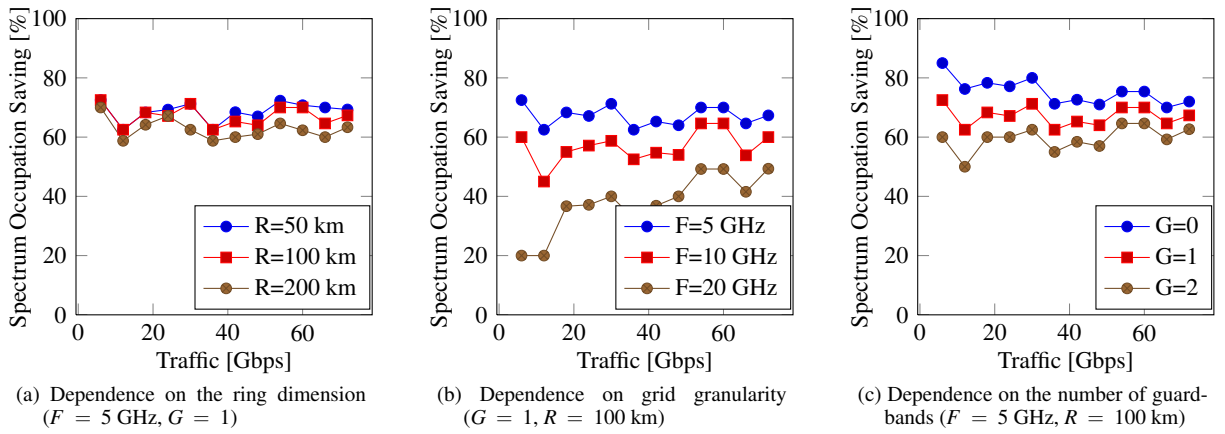 Spectrum Occupation Saving [%]
100
80
60
40
20
0
0
20
40
60
Traffic [Gbps]
R=50 km
R=100 km
R=200 km
(a) Dependence on the ring dimension
(F = 5 GHz, G = 1)
Spectrum Occupation Saving [%]
100
80
60
40
20
0
0
20
40
60
Traffic [Gbps]
F=5 GHz
F=10 GHz
F=20 GHz
(b) Dependence on grid granularity
(G = 1, R = 100 km)
Spectrum Occupation Saving [%]
100
80
60
40
20
0
0
20
40
60
Traffic [Gbps]
G=0
G=1
G=2
(c) Dependence on the number of guard-
bands (F = 5 GHz, R = 100 km)